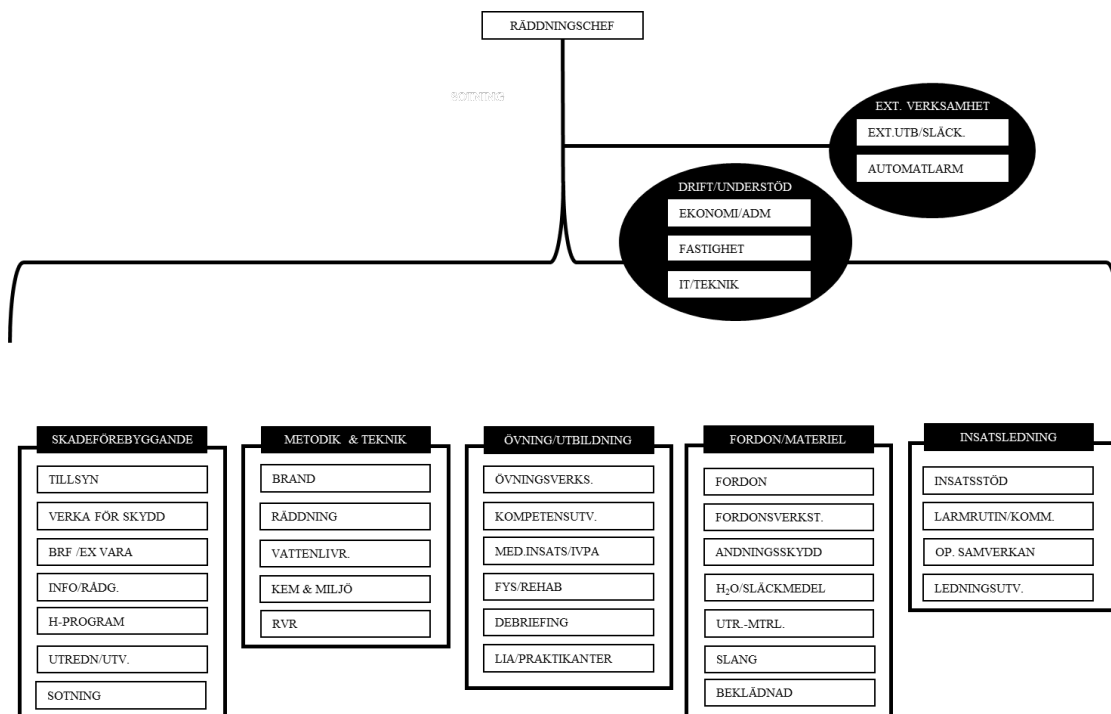 RÄDDNINGSCHEF
SOTNING
EXT. VERKSAMHET
EXT.UTB/SLÄCK.
AUTOMATLARM
DRIFT/UNDERSTÖD
EKONOMI/ADM
FASTIGHET
IT/TEKNIK
SKADEFÖREBYGGANDE
TILLSYN
VERKA FÖR SKYDD
BRF /EX VARA
INFO/RÅDG.
H-PROGRAM
UTREDN/UTV.
SOTNING
METODIK & TEKNIK
BRAND
RÄDDNING
VATTENLIVR.
KEM & MILJÖ
RVR
ÖVNING/UTBILDNING
ÖVNINGSVERKS.
KOMPETENSUTV.
MED.INSATS/IVPA
FYS/REHAB
DEBRIEFING
LIA/PRAKTIKANTER
FORDON/MATERIEL
FORDON
FORDONSVERKST.
ANDNINGSSKYDD
H₂O/SLÄCKMEDEL
UTR.-MTRL.
SLANG
BEKLÄDNAD
INSATSLEDNING
INSATSSTÖD
LARMRUTIN/KOMM.
OP. SAMVERKAN
LEDNINGSUTV.